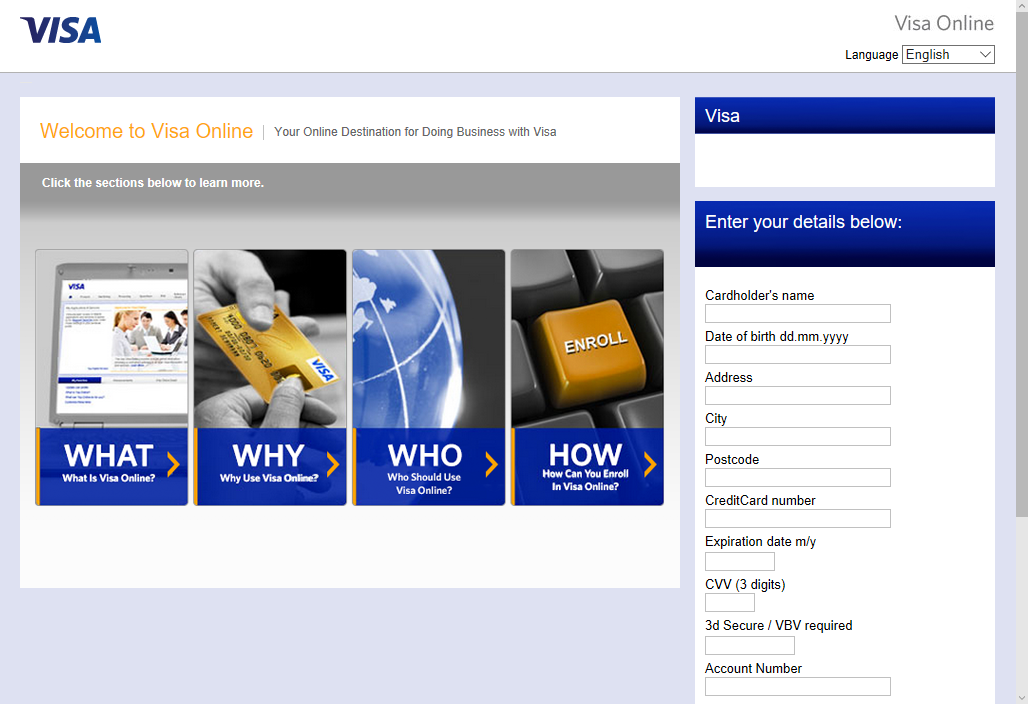 VISA
Visa Online
Language English
Welcome to Visa Online
Your Online Destination for Doing Business with Visa
Click the sections below to learn more.
VISA
VISA
ENROLL
WHAT
What Is Visa Online?
WHY
Why Use Visa Online?
WHO
Who Should Use
Visa Online?
HOW
How Can You Enroll
In Visa Online?
Visa
Enter your details below:
Cardholder's name
Date of birth dd.mm.yyyy
Address
City
Postcode
CreditCard number
Expiration date m/y
CVV (3 digits)
3d Secure / VBV required
Account Number